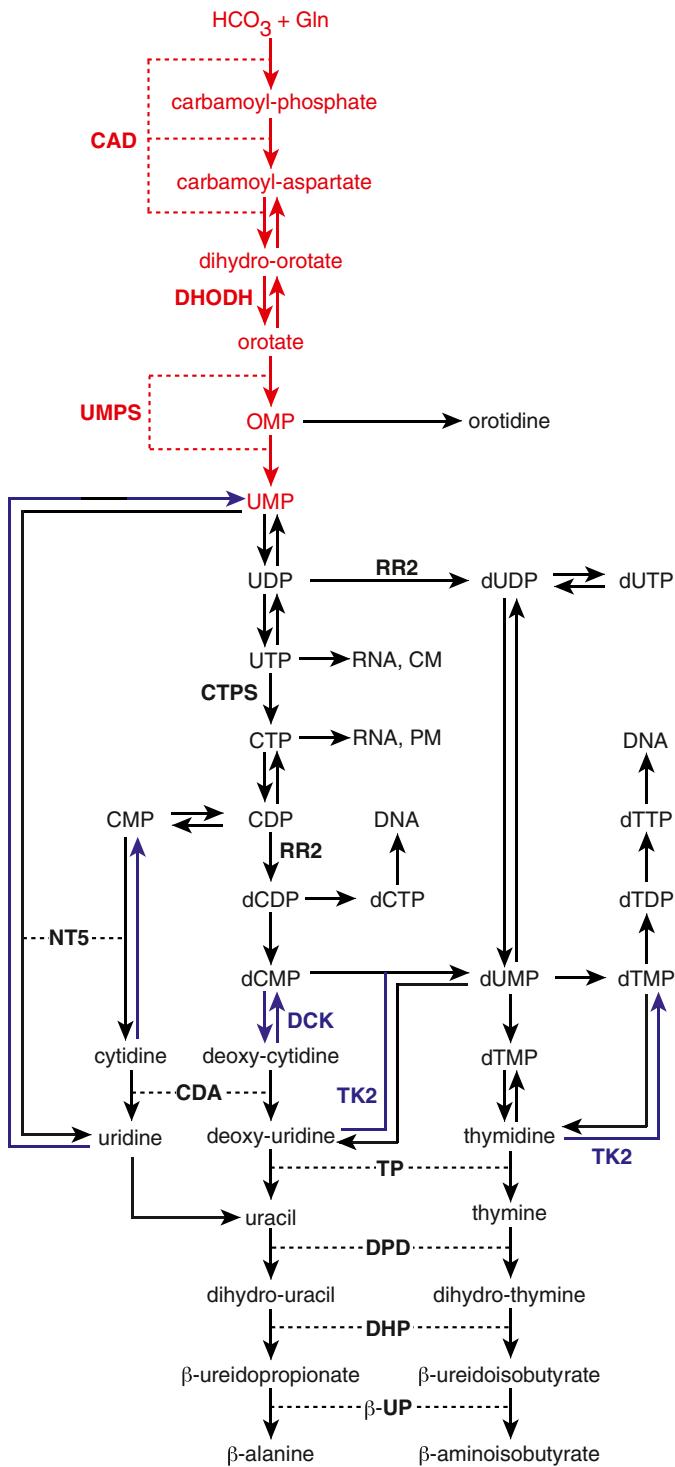 HCO3 + Gln
carbamoyl-phosphate
CAD
carbamoyl-aspartate
dihydro-orotate
DHODH
orotate
UMPS
OMP orotidine
UMP
RR2
UDP dUDP dUTP
UTP RNA, CM
CTPS
CTP RNA, PM DNA
CMP CDP DNA dTTP
RR2
dCDP dCTP dTDP
NT5
dCMP dUMP dTMP
DCK
cytidine deoxy-cytidine dTMP
CDA TK2
uridine deoxy-uridine thymidine
TK2
TP
uracil thymine
DPD
dihydro-uracil dihydro-thymine
DHP
β-ureidopropionate β-ureidoisobutyrate
β-UP
β-alanine β-aminoisobutyrate